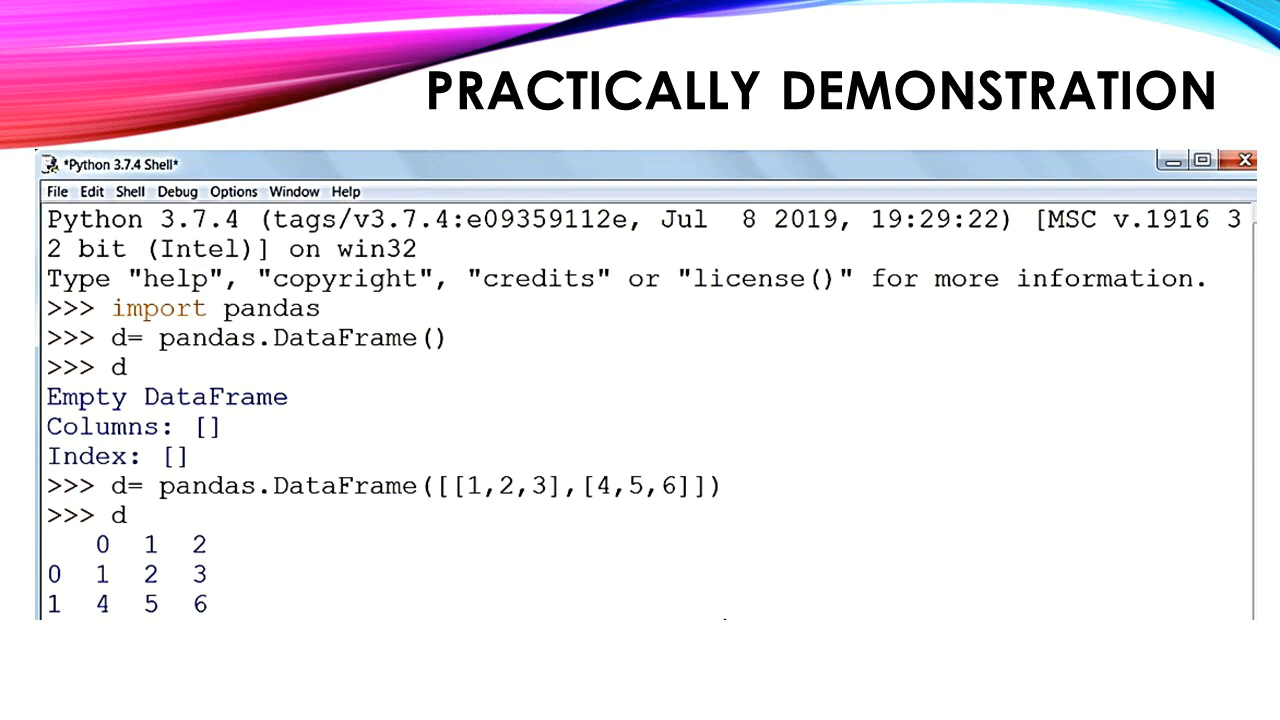 PRACTICALLY DEMONSTRATION
*Python 3.7.4 Shell*
File Edit Shell Debug Options Window Help
Python 3.7.4 (tags/v3.7.4:e09359112e, Jul  8 2019, 19:29:22) [MSC v.1916 3
2 bit (Intel)] on win32
Type "help", "copyright", "credits" or "license()" for more information.
>>> import pandas
>>> d= pandas.DataFrame()
>>> d
Empty DataFrame
Columns: []
Index: []
>>> d= pandas.DataFrame([[1,2,3],[4,5,6]])
>>> d
   0  1  2
0  1  2  3
1  4  5  6